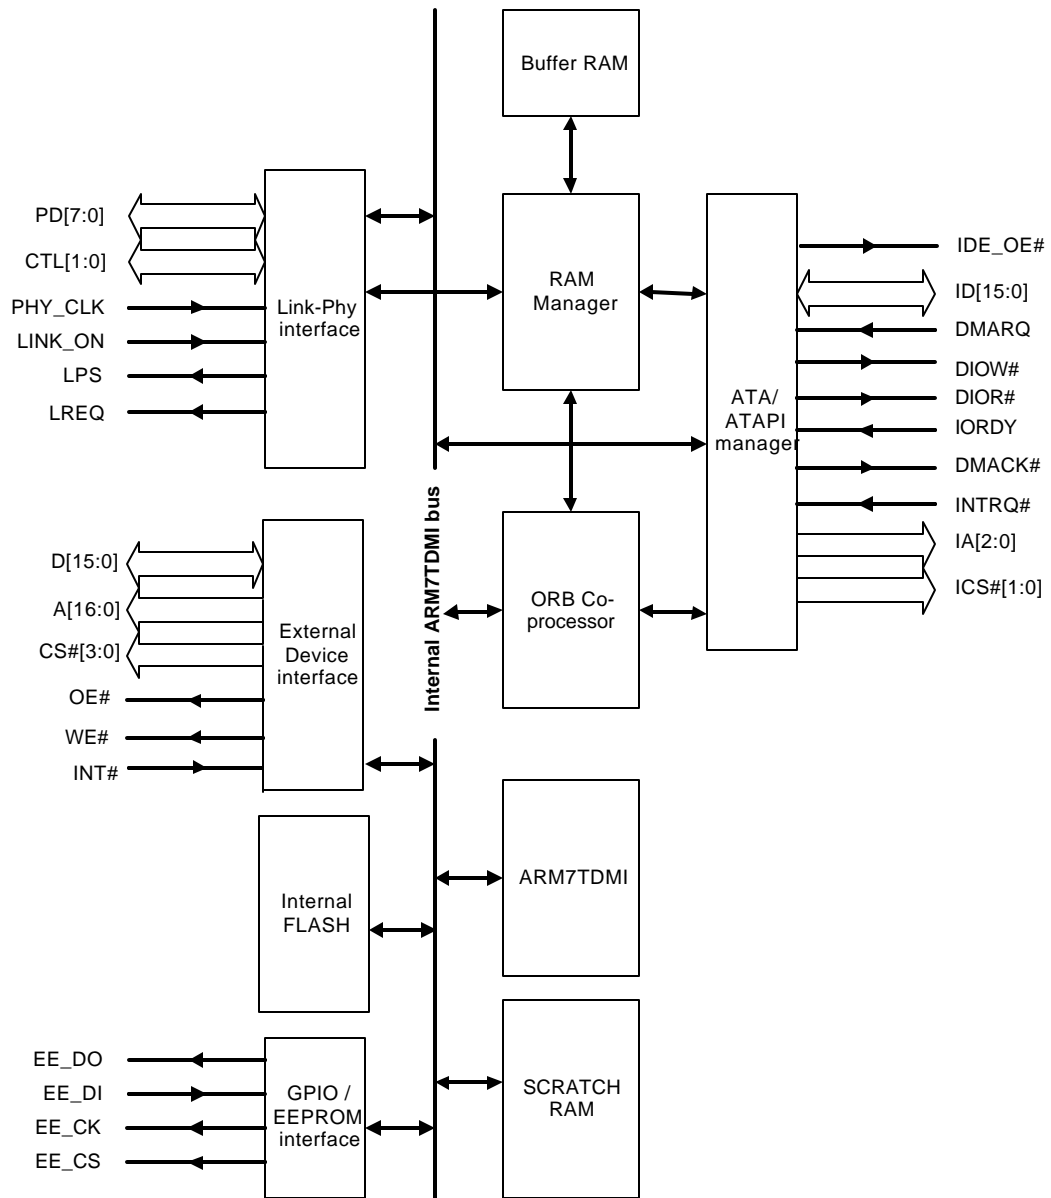 Buffer RAM
PD[7:0]
CTL[1:0]
PHY_CLK
LINK_ON
LPS
LREQ
Link-Phy
interface
RAM
Manager
ATA/
ATAPI
manager
IDE_OE#
ID[15:0]
DMARQ
DIOW#
DIOR#
IORDY
DMACK#
INTRQ#
IA[2:0]
ICS#[1:0]
Internal ARM7TDMI bus
D[15:0]
A[16:0]
CS#[3:0]
OE#
WE#
INT#
External
Device
interface
ORB Co-
processor
Internal
FLASH
ARM7TDMI
EE_DO
EE_DI
EE_CK
EE_CS
GPIO /
EEPROM
interface
SCRATCH
RAM